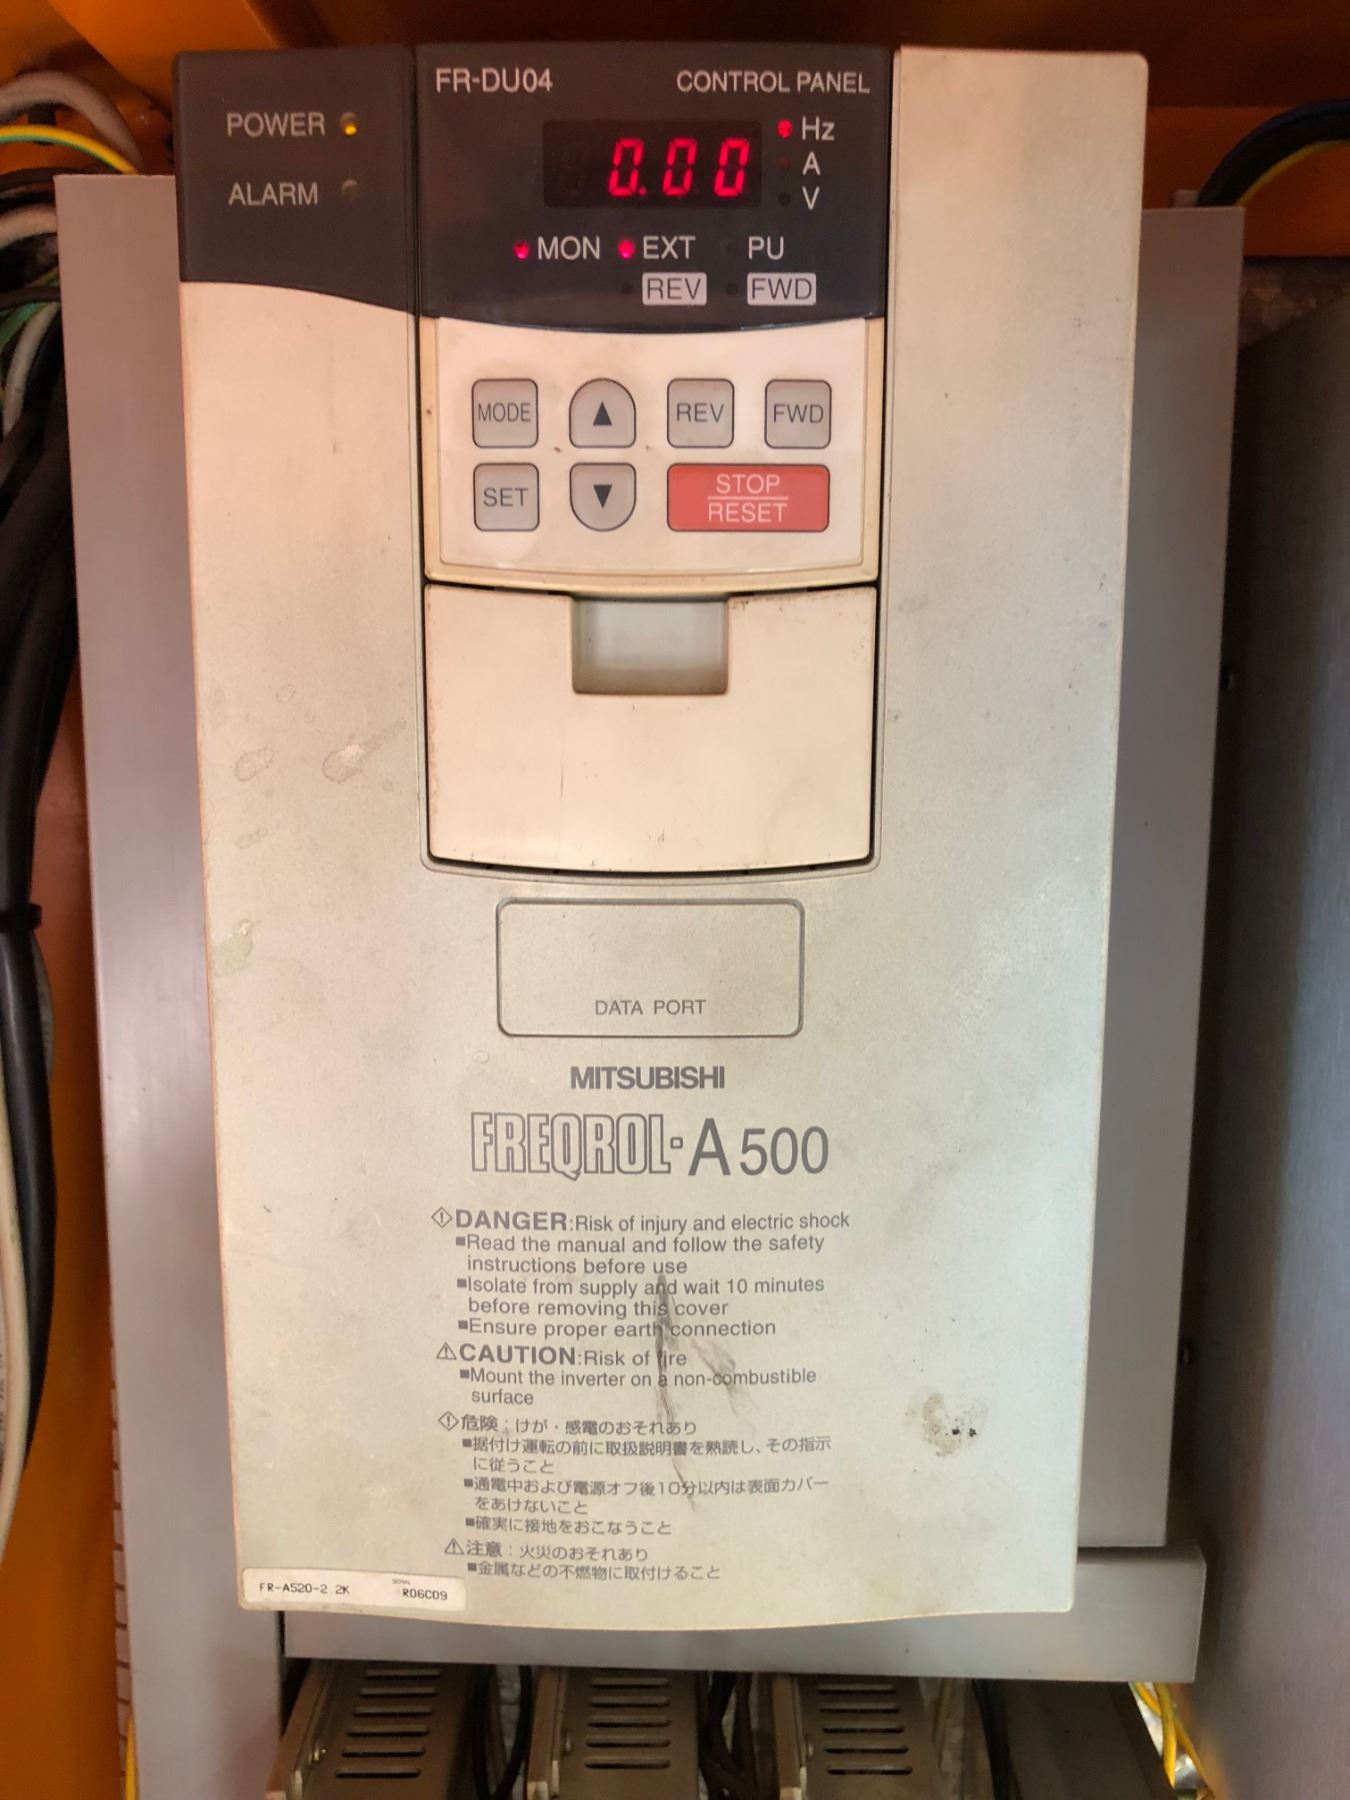 FR-DU04 CONTROL PANEL
POWER
ALARM
0.00
Hz
A
V
MON EXT PU
REV FWD
MODE ▲ REV FWD
SET ▼ STOP
RESET
DATA PORT
MITSUBISHI
FREQROL-A500
DANGER:Risk of injury and electric shock
■Read the manual and follow the safety
instructions before use
■Isolate from supply and wait 10 minutes
before removing this cover
■Ensure proper earth connection
CAUTION:Risk of fire
■Mount the inverter on a non-combustible
surface
危険：けが・感電のおそれあり
■据付け運転の前に取扱説明書を熟読し、その指示
に従うこと
■通電中および電源オフ後10分以内は表面カバー
をあけないこと
■確実に接地をおこなうこと
注意：火災のおそれあり
■金属などの不燃物に取付けること
FR-A520-2.2K SERIAL R06C09